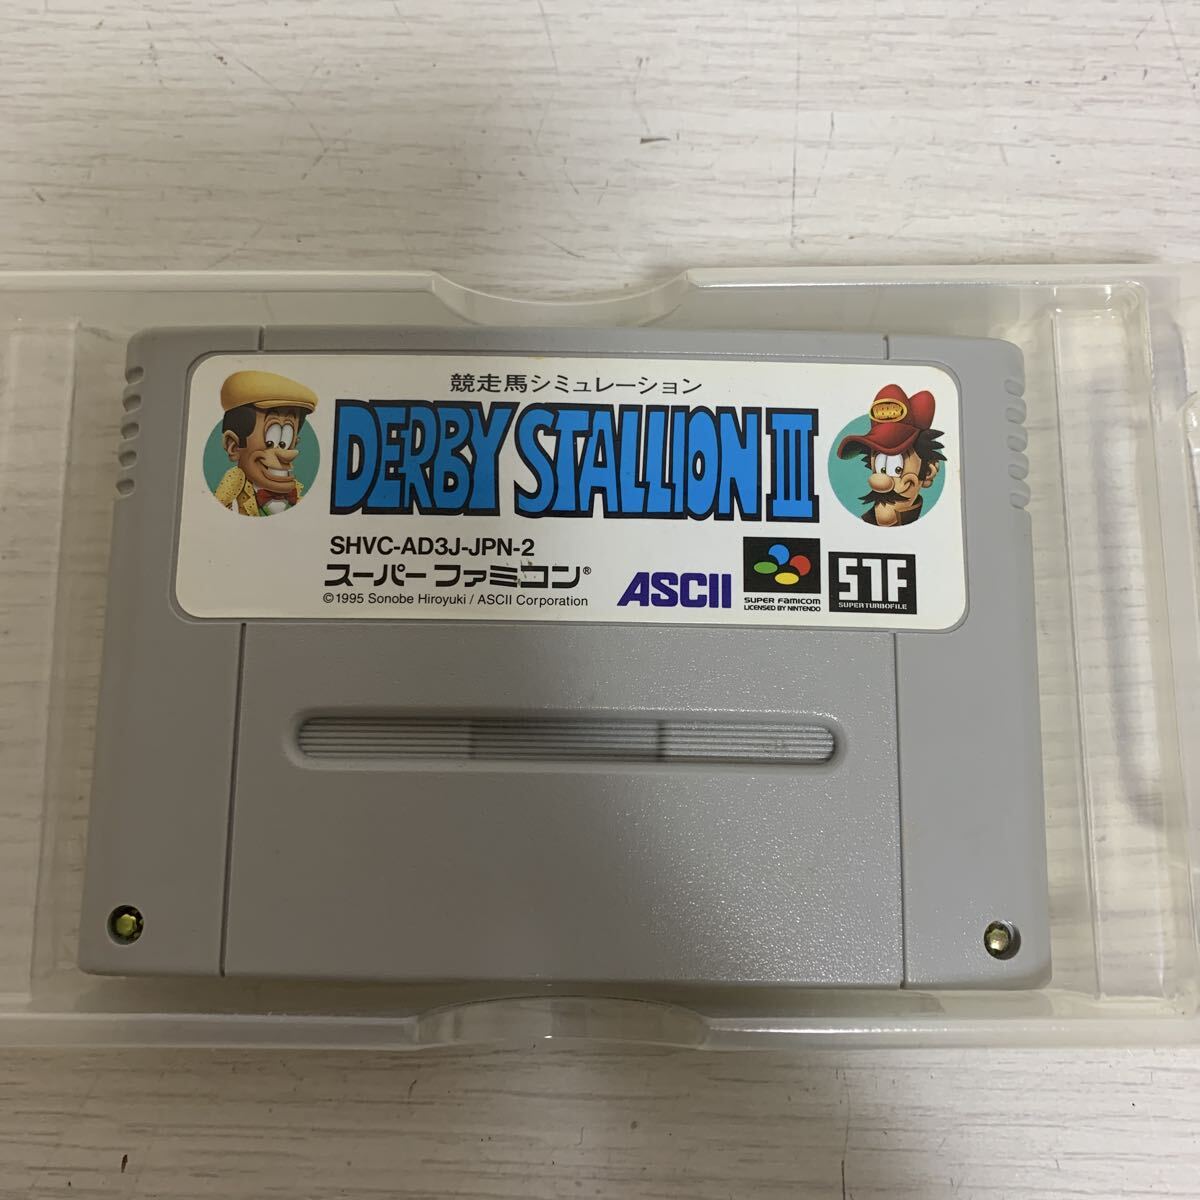 競走馬シミュレーション
DERBY STALLION III
DERBY
SHVC-AD3J-JPN-2
スーパーファミコン®
© 1995 Sonobe Hiroyuki / ASCII Corporation
ASCII
SUPER FAMICOM
LICENSED BY NINTENDO
STF
SUPER TURBO FILE